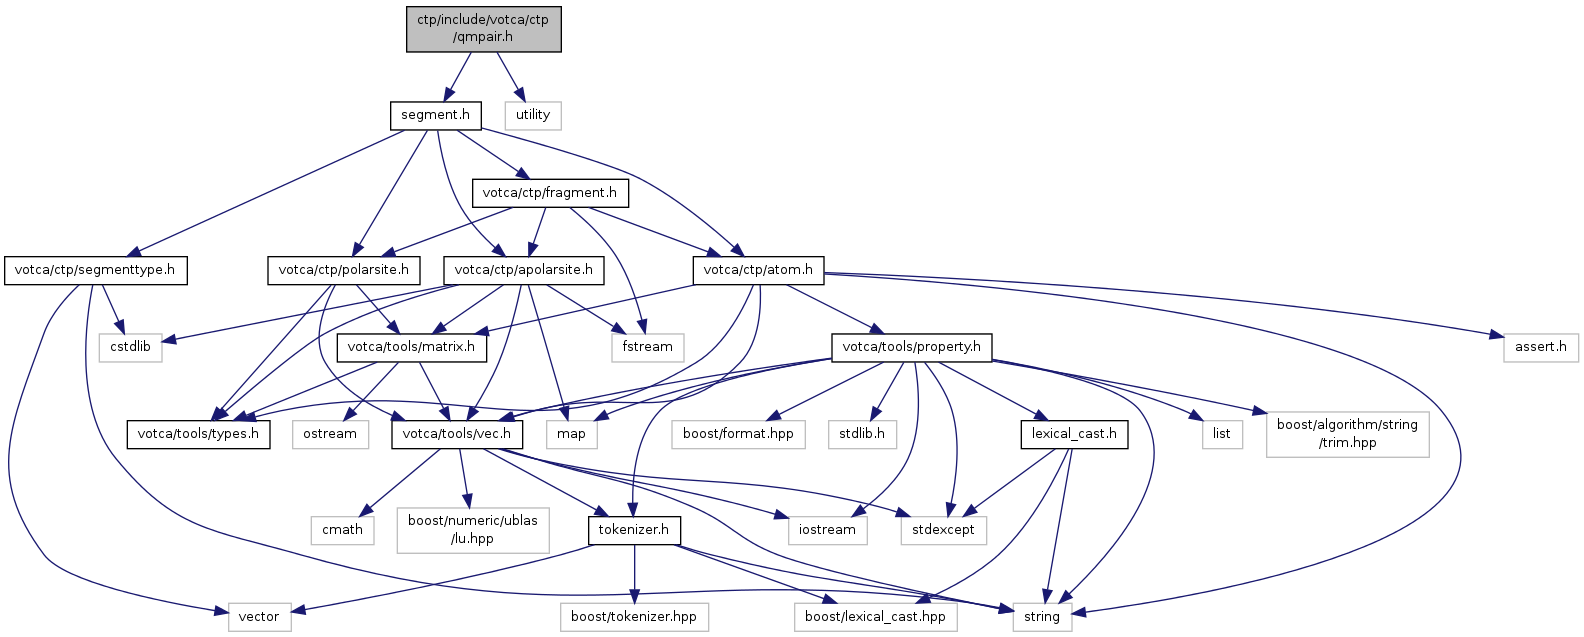 ctp/include/votca/ctp
/qmpair.h
segment.h
utility
votca/ctp/fragment.h
votca/ctp/segmenttype.h
votca/ctp/polarsite.h
votca/ctp/apolarsite.h
votca/ctp/atom.h
cstdlib
votca/tools/matrix.h
fstream
votca/tools/property.h
assert.h
votca/tools/types.h
ostream
votca/tools/vec.h
map
boost/format.hpp
stdlib.h
lexical_cast.h
list
boost/algorithm/string
/trim.hpp
cmath
boost/numeric/ublas
/lu.hpp
tokenizer.h
iostream
stdexcept
vector
boost/tokenizer.hpp
boost/lexical_cast.hpp
string